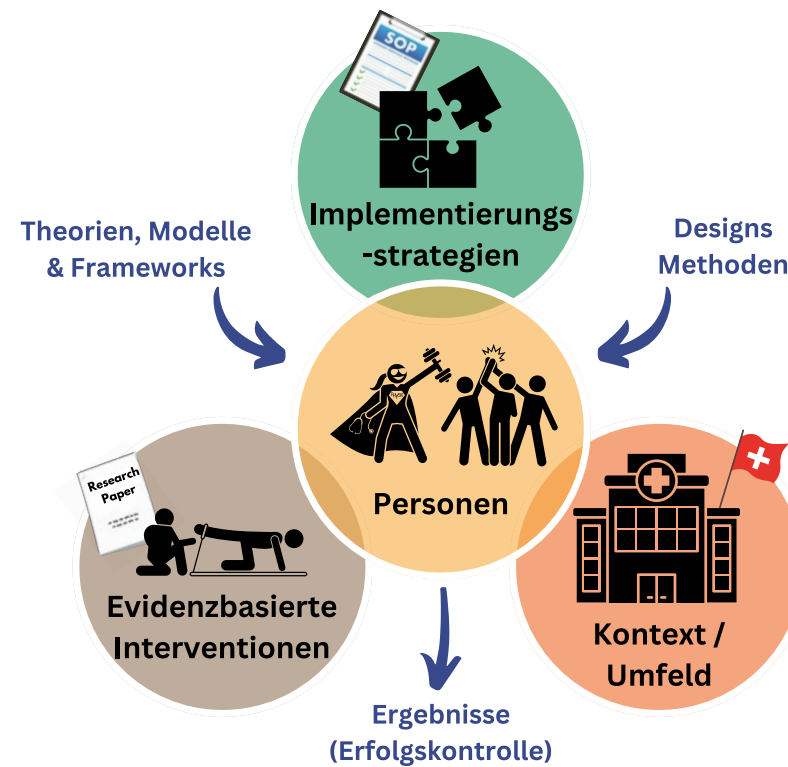 SOP
Implementierungs
-strategien
Theorien, Modelle
& Frameworks
Designs
Methoden
Personen
Research
Paper
Evidenzbasierte
Interventionen
Kontext /
Umfeld
Ergebnisse
(Erfolgskontrolle)